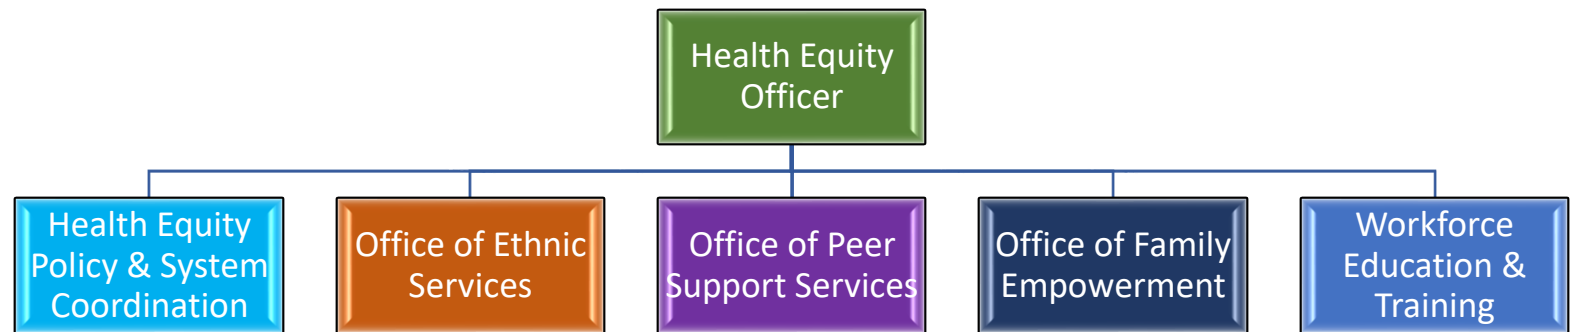 Health Equity
Officer
Health Equity
Policy & System
Coordination
Office of Ethnic
Services
Office of Peer
Support Services
Office of Family
Empowerment
Workforce
Education &
Training